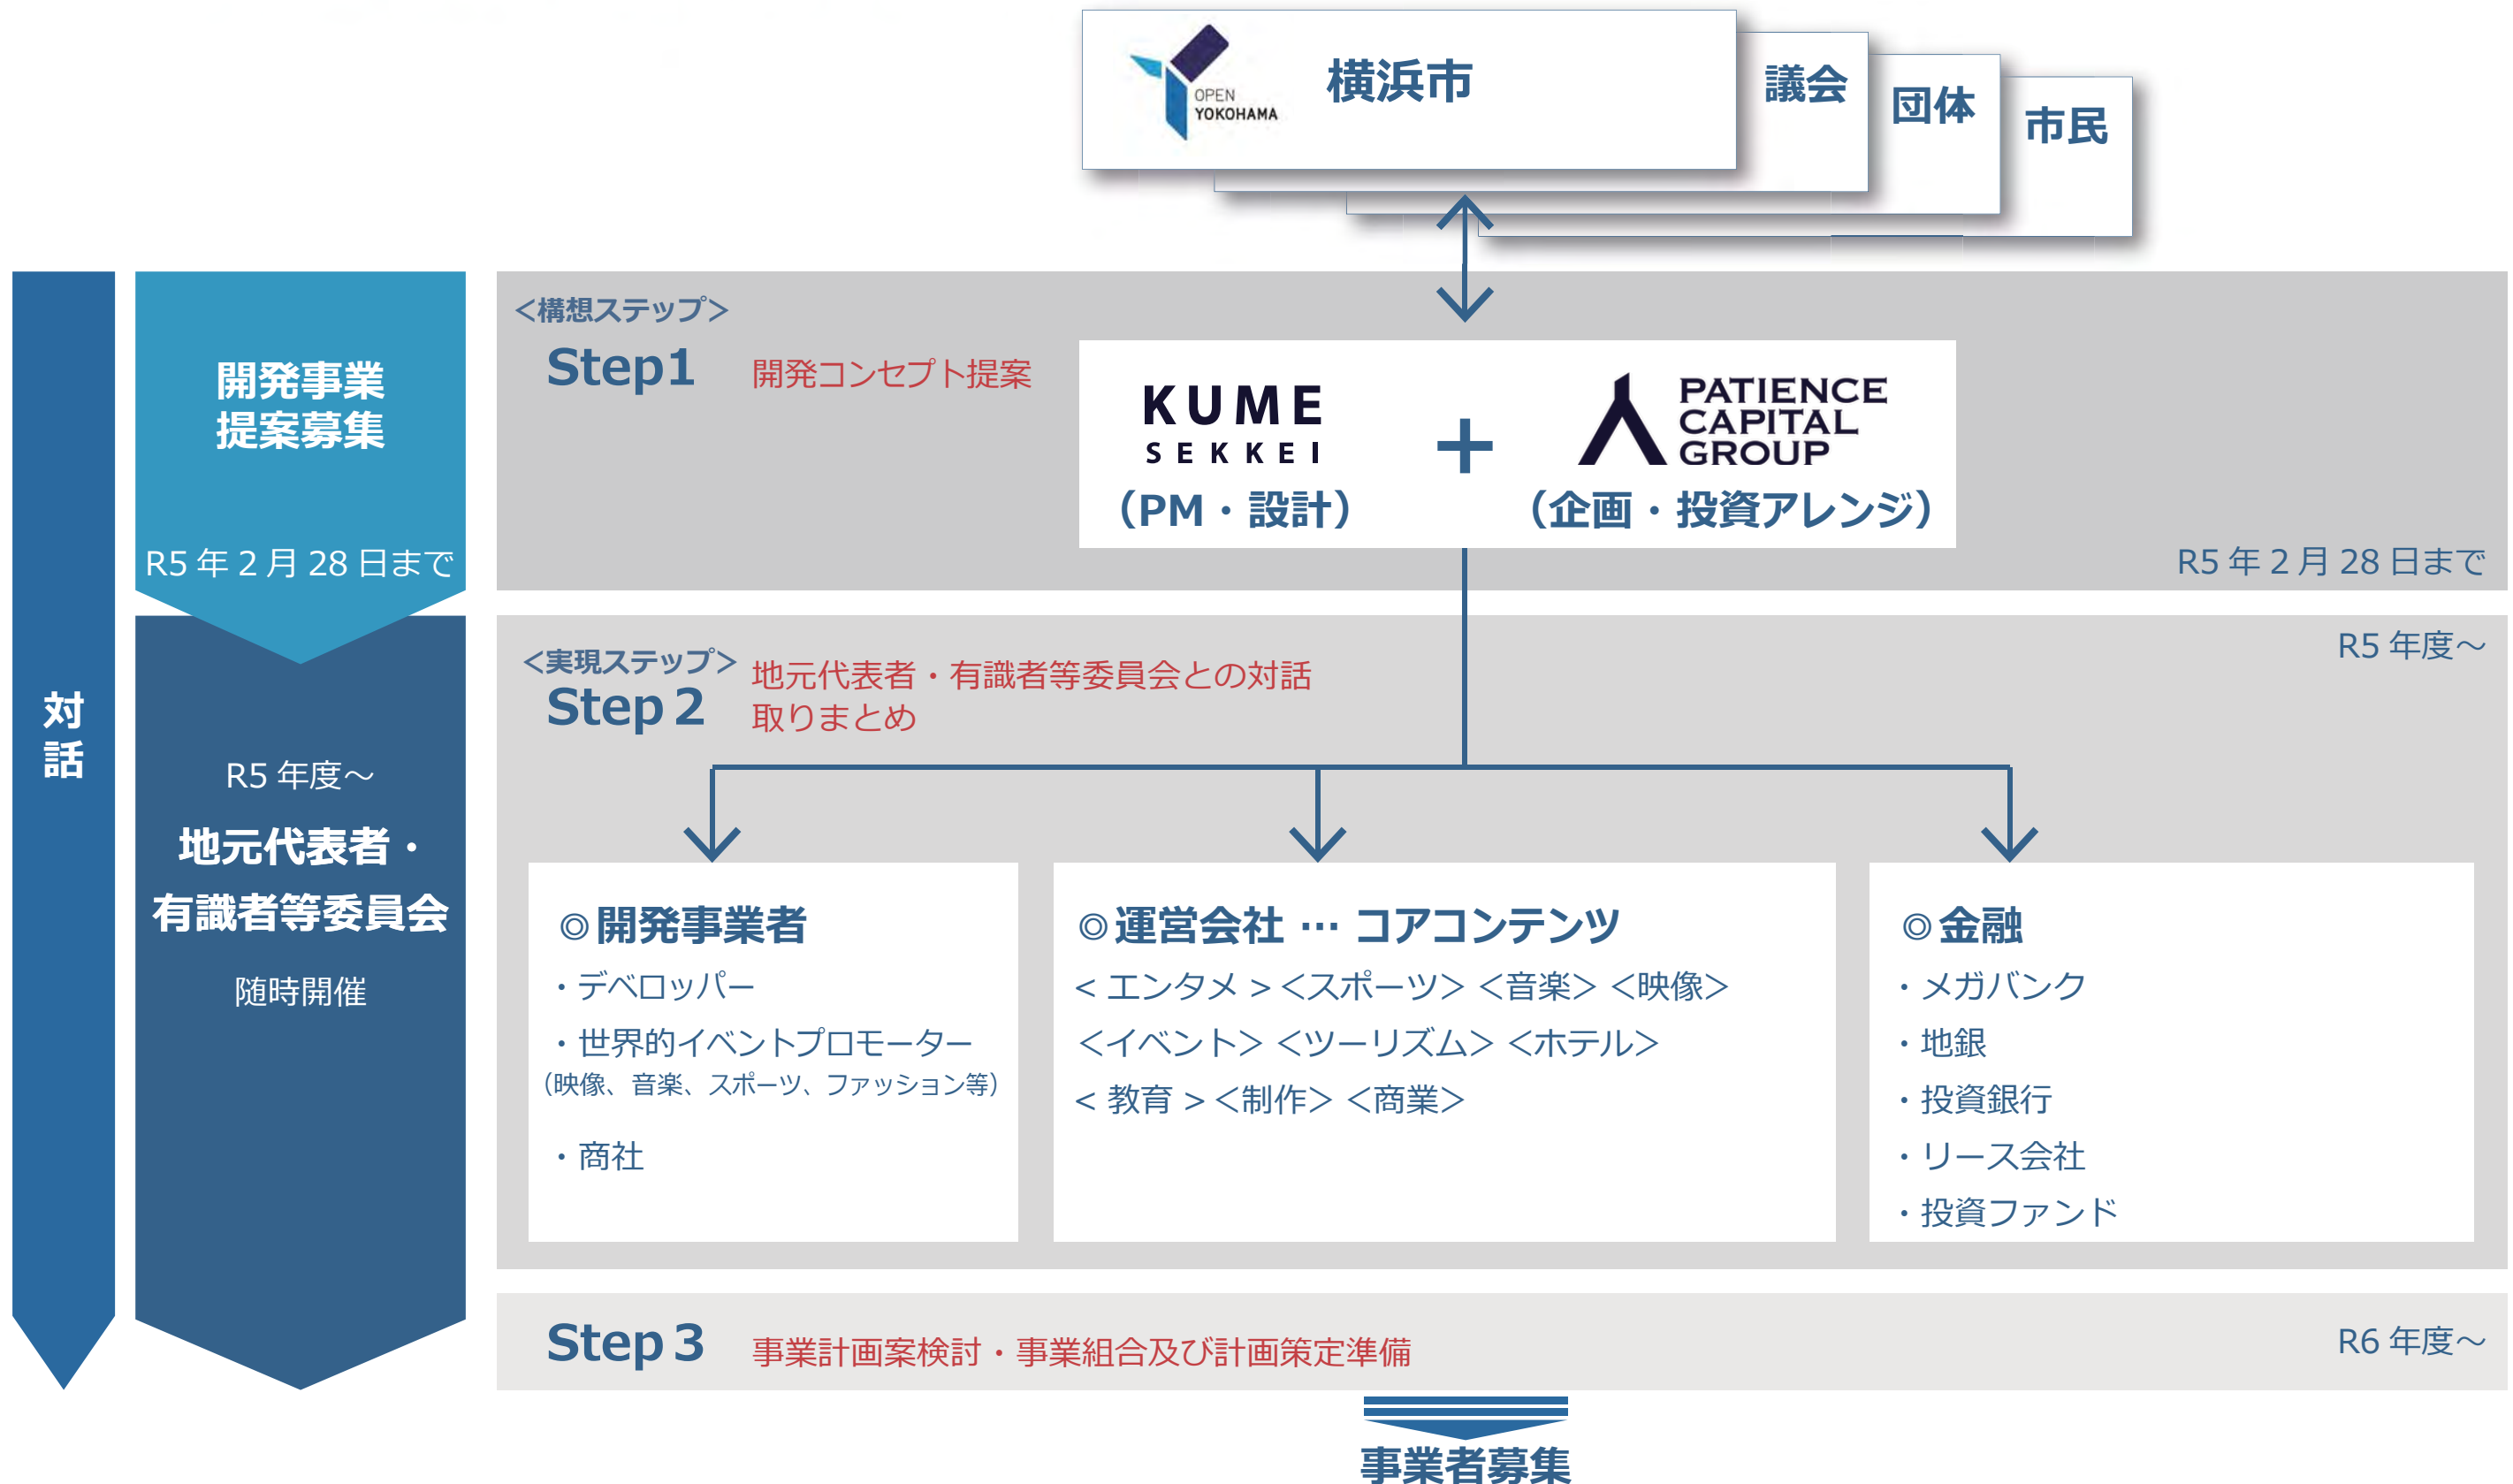 OPEN
YOKOHAMA
横浜市
議会
団体
市民
対話
開発事業
提案募集
R5 年 2 月 28 日まで
R5 年度～
地元代表者・
有識者等委員会
随時開催
＜構想ステップ＞
Step1 開発コンセプト提案
KUME
SEKKEI
（PM・設計）
＋
PATIENCE
CAPITAL
GROUP
（企画・投資アレンジ）
R5 年 2 月 28 日まで
R5 年度～
＜実現ステップ＞
Step 2 地元代表者・有識者等委員会との対話
取りまとめ
◎開発事業者
・デベロッパー
・世界的イベントプロモーター
（映像、音楽、スポーツ、ファッション等）
・商社
◎運営会社 … コアコンテンツ
< エンタメ >＜スポーツ＞＜音楽＞＜映像＞
＜イベント＞＜ツーリズム＞＜ホテル＞
< 教育 >＜制作＞＜商業＞
◎金融
・メガバンク
・地銀
・投資銀行
・リース会社
・投資ファンド
Step 3 事業計画案検討・事業組合及び計画策定準備
R6 年度～
事業者募集